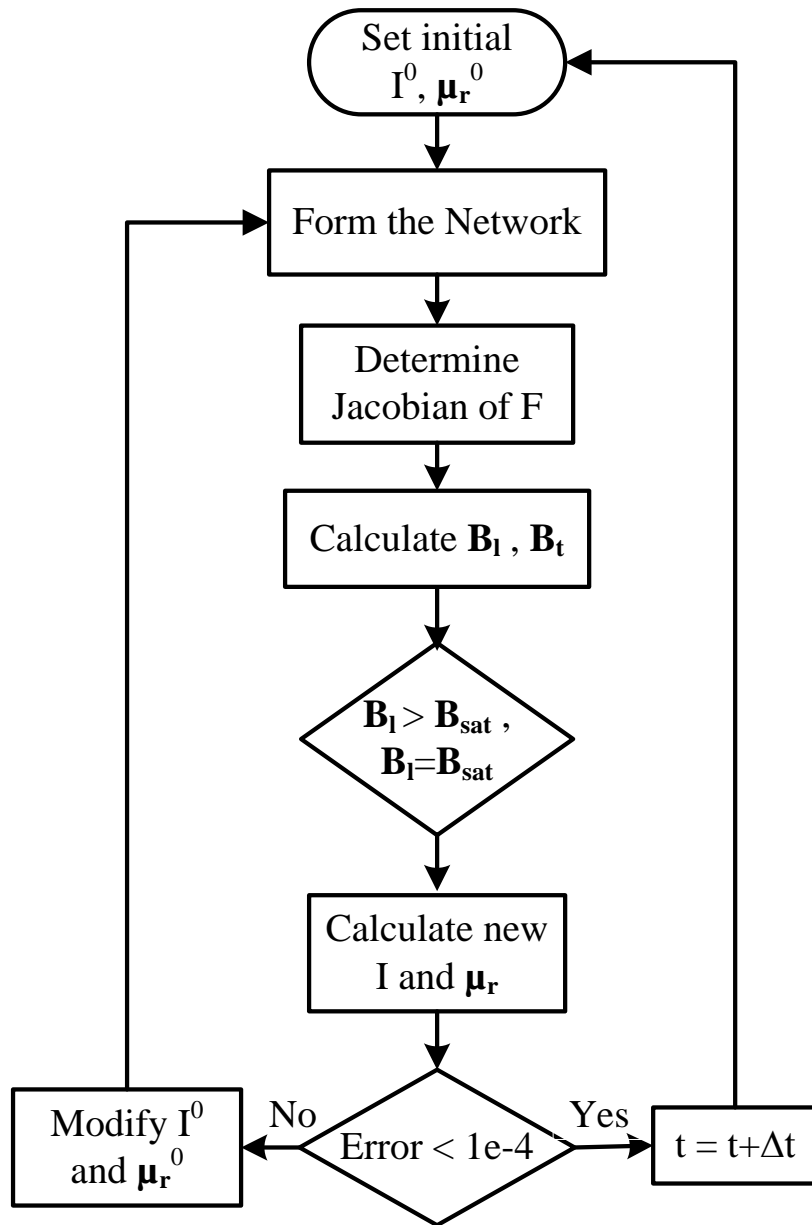 Set initial
I⁰, μᵣ⁰
Form the Network
Determine
Jacobian of F
Calculate Bₗ , Bₜ
Bₗ > Bsat ,
Bₗ=Bsat
Calculate new
I and μᵣ
Error < 1e-4
No
Yes
Modify I⁰
and μᵣ⁰
t = t+Δt